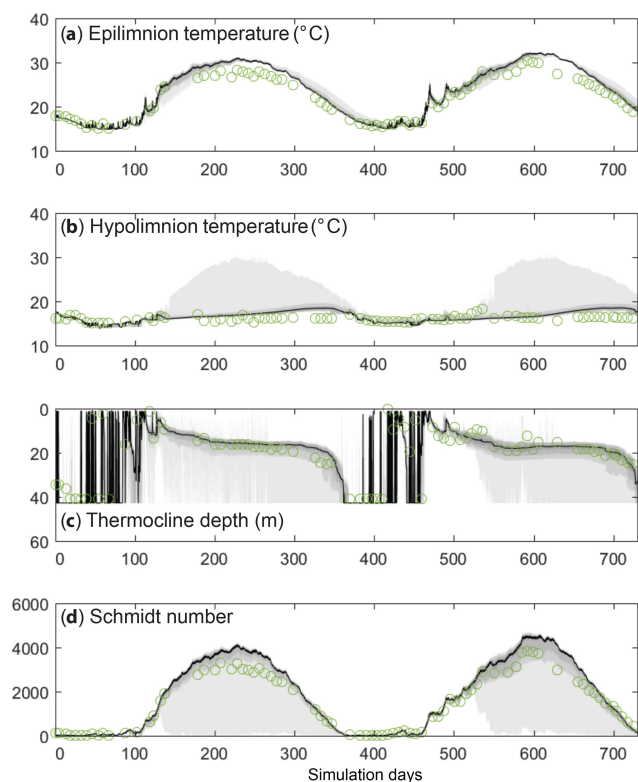 40
(a) Epilimnion temperature (°C)
30
20
10
0 100 200 300 400 500 600 700
40
(b) Hypolimnion temperature (°C)
30
20
10
0 100 200 300 400 500 600 700
0
20
40
(c) Thermocline depth (m)
60
0 100 200 300 400 500 600 700
6000
(d) Schmidt number
4000
2000
0
0 100 200 300 400 500 600 700
Simulation days